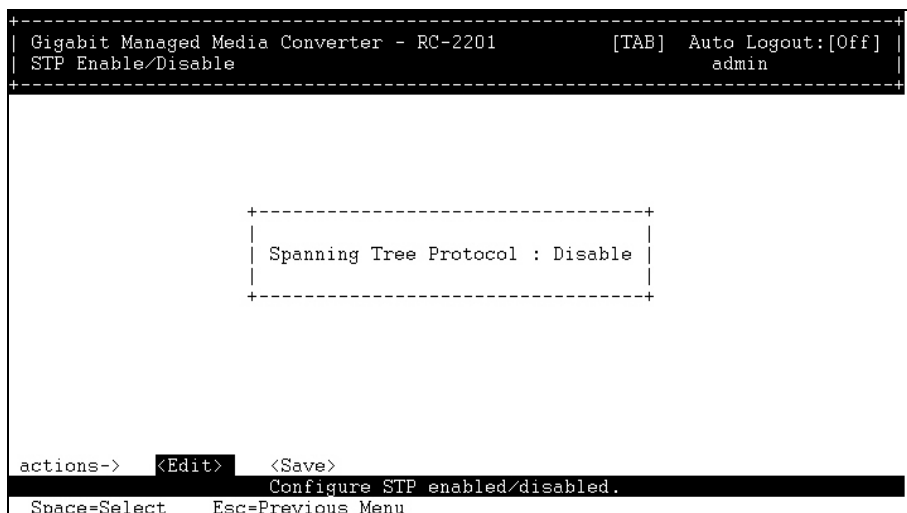 Gigabit Managed Media Converter - RC-2201 [TAB] Auto Logout:[Off]
STP Enable/Disable admin
Spanning Tree Protocol : Disable
actions-> <Edit> <Save>
Configure STP enabled/disabled.
Space=Select Esc=Previous Menu